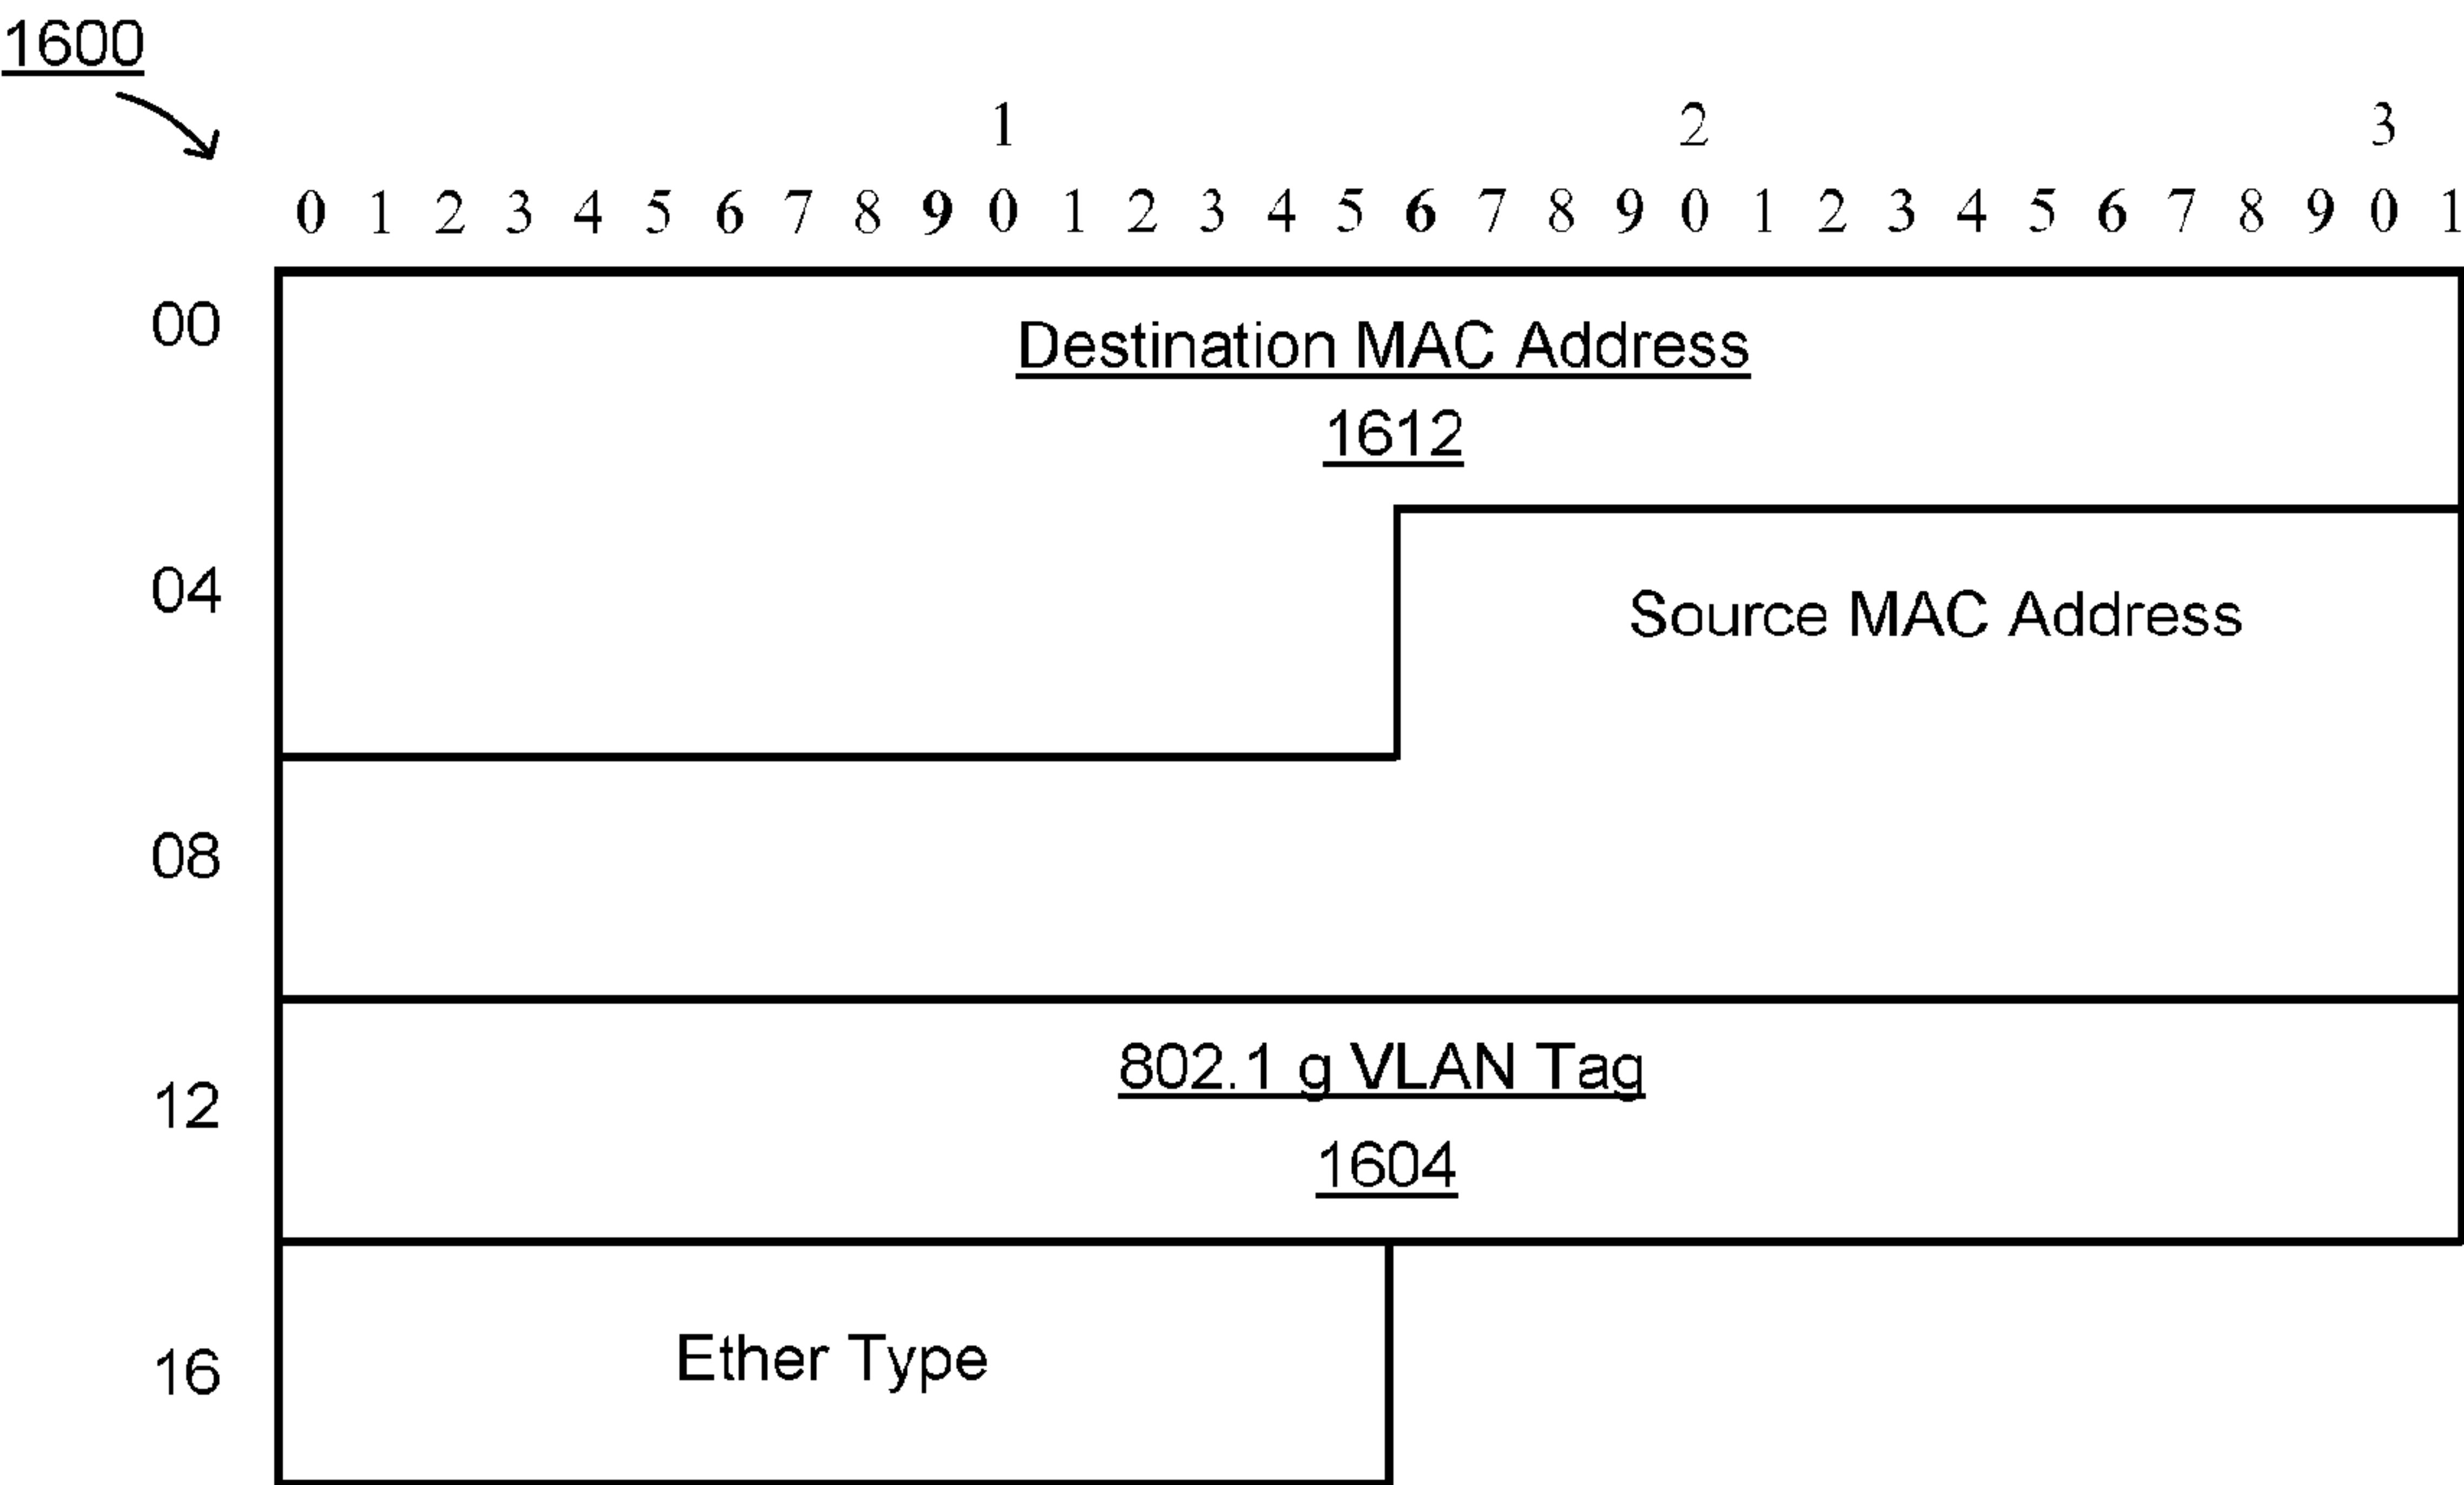 1600
1 2 3
0 1 2 3 4 5 6 7 8 9 0 1 2 3 4 5 6 7 8 9 0 1 2 3 4 5 6 7 8 9 0 1
00
Destination MAC Address
1612
04
Source MAC Address
08
802.1 g VLAN Tag
12
1604
16
Ether Type